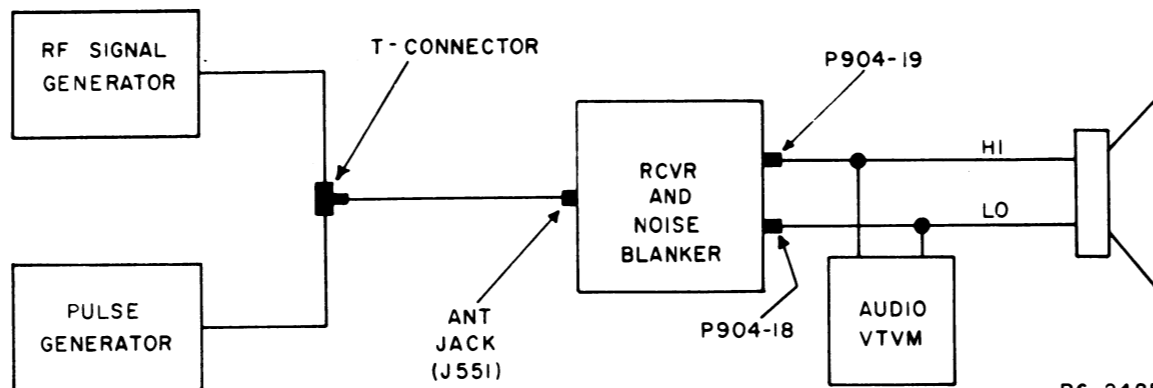 RF SIGNAL
GENERATOR
T-CONNECTOR
P904-19
RCVR
AND
NOISE
BLANKER
HI
LO
PULSE
GENERATOR
ANT
JACK
(J551)
P904-18
AUDIO
VTVM